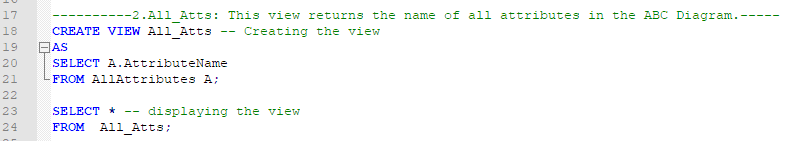 17 ----------2.All_Atts: This view returns the name of all attributes in the ABC Diagram.-----
18 CREATE VIEW All_Atts -- Creating the view
19 AS
20 SELECT A.AttributeName
21 FROM AllAttributes A;
22
23 SELECT * -- displaying the view
24 FROM  All_Atts;